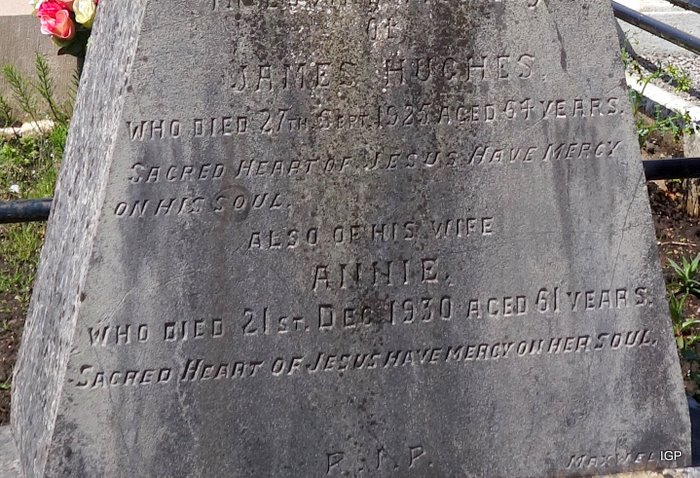 OF
JAMES HUGHES.
WHO DIED 27TH SEPT. 1925 AGED 64 YEARS.
SACRED HEART OF JESUS HAVE MERCY
ON HIS SOUL.
ALSO OF HIS WIFE
ANNIE.
WHO DIED 21ST. DEC 1930 AGED 61 YEARS.
SACRED HEART OF JESUS HAVE MERCY ON HER SOUL.
R.I.P.
IGP